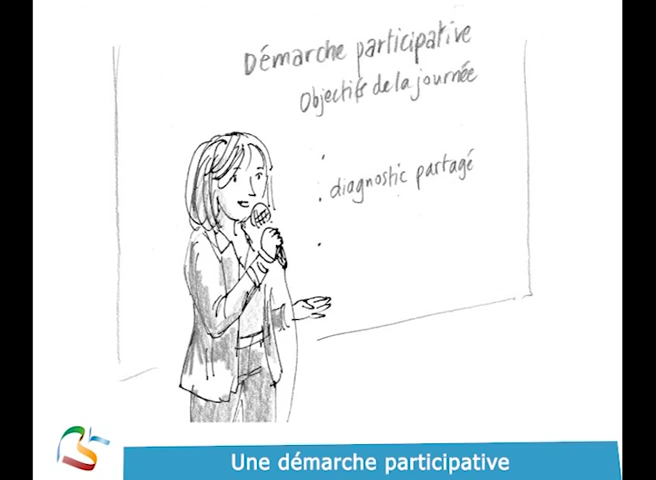 Démarche participative
Objectifs de la journée
.
. diagnostic partagé
.
Une démarche participative